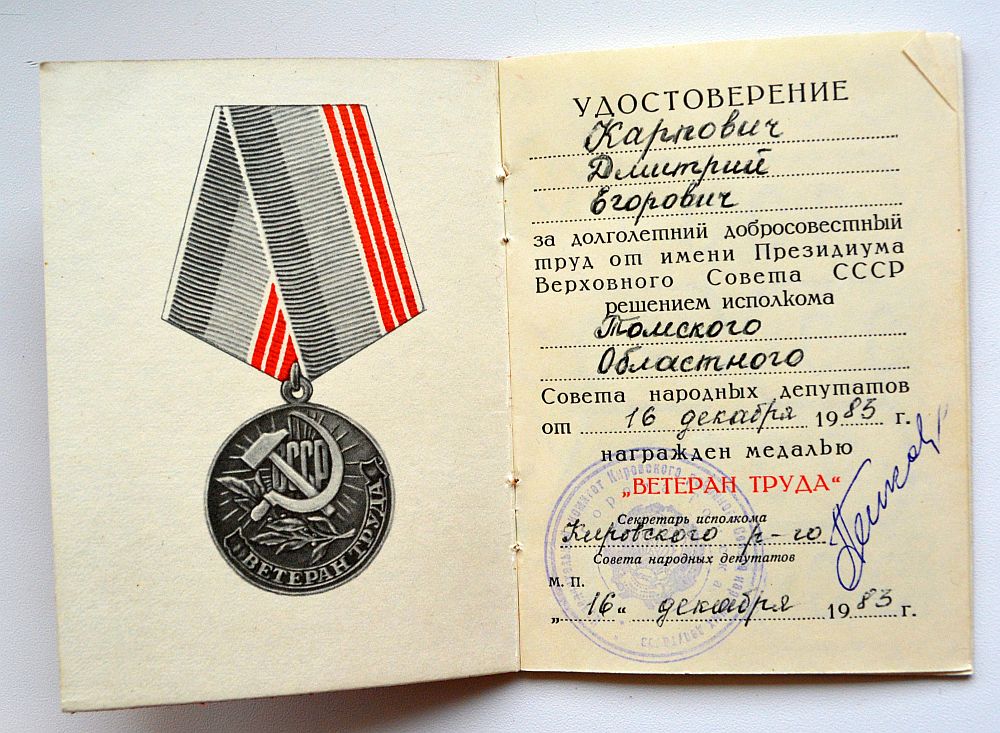 СССР
ВЕТЕРАН ТРУДА
УДОСТОВЕРЕНИЕ
Карпович
Дмитрий
Егорович
за долголетний добросовестный
труд от имени Президиума
Верховного Совета СССР
решением исполкома
Томского
Областного
Совета народных депутатов
от 16 декабря 1983 г.
награжден медалью
„ВЕТЕРАН ТРУДА“
Секретарь исполкома
Кировского р-го
Совета народных депутатов
М. П.
„16“ декабря 1983 г.